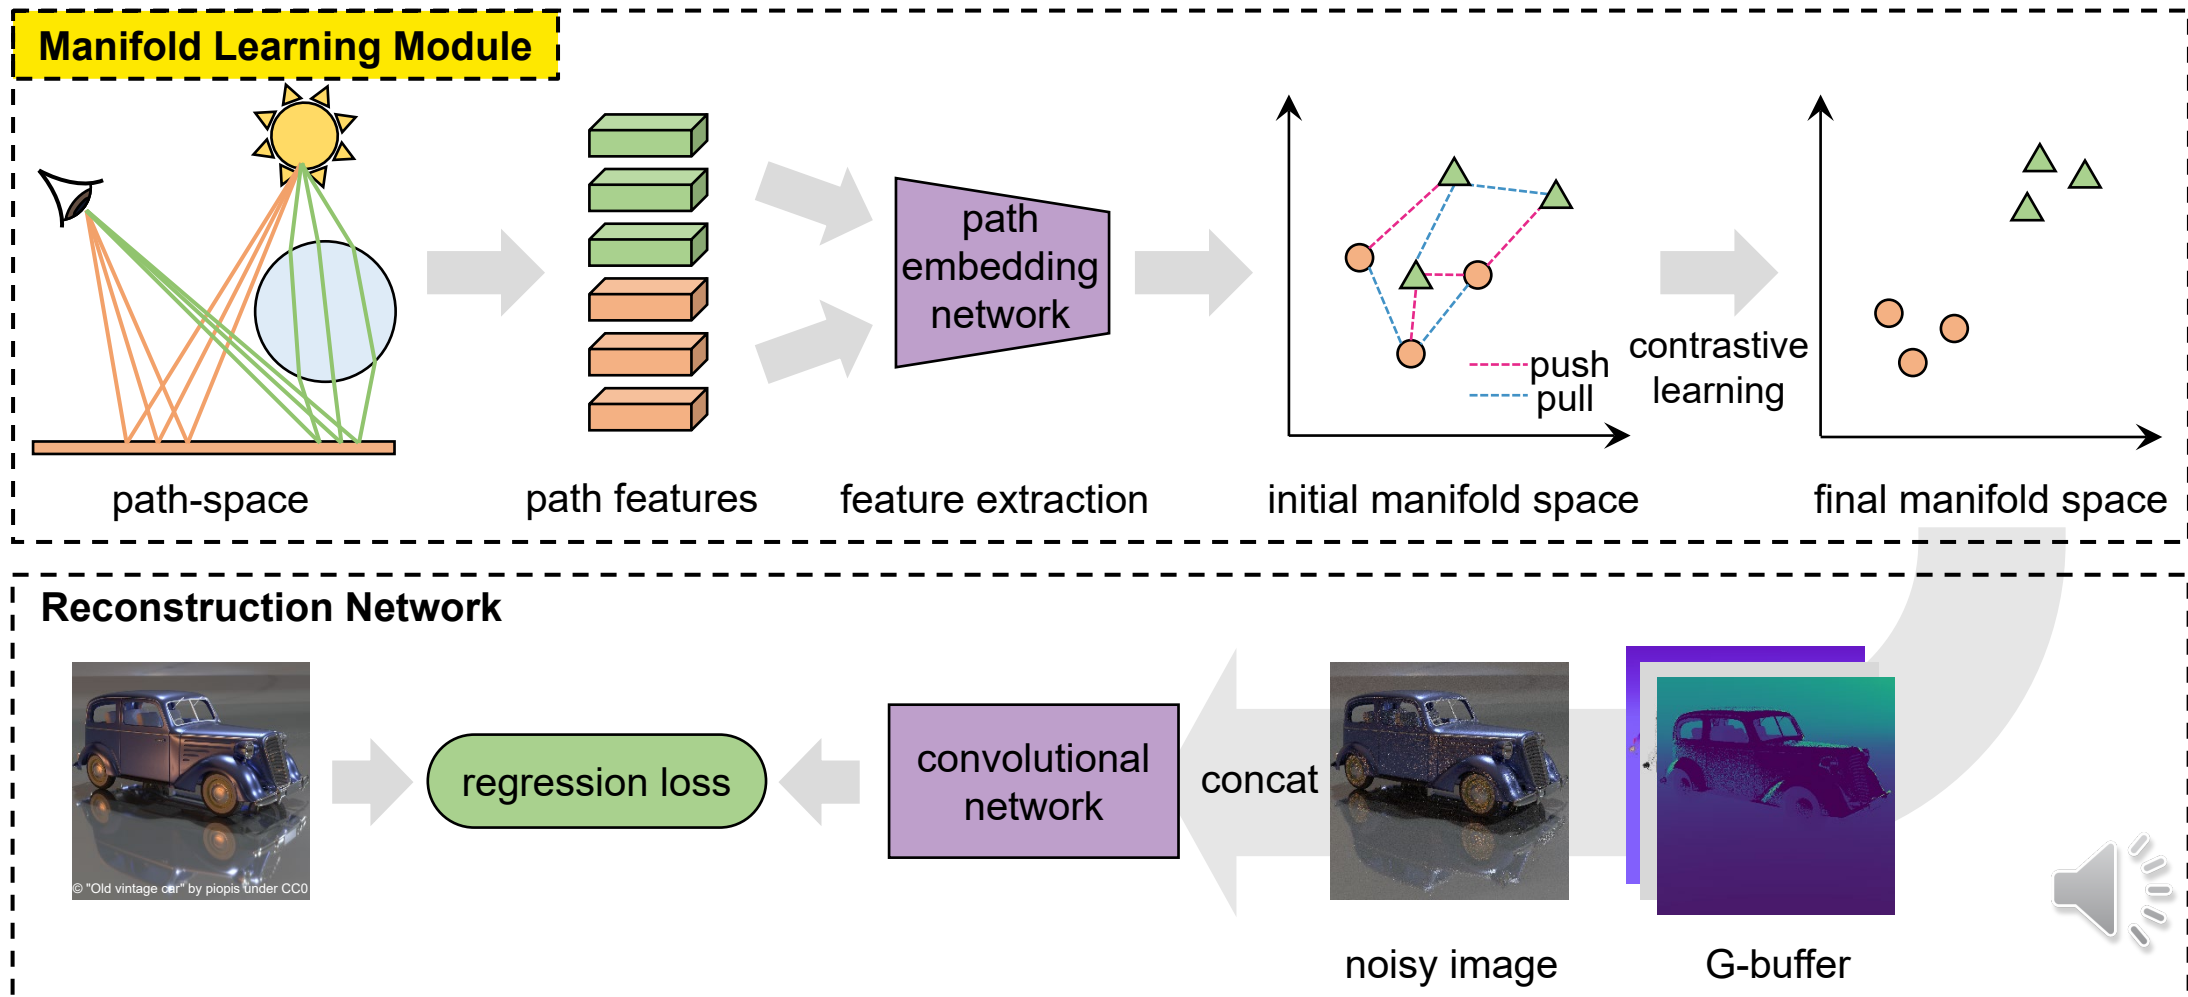 Manifold Learning Module
path
embedding
network
push
pull
contrastive
learning
path-space
path features
feature extraction
initial manifold space
final manifold space
Reconstruction Network
regression loss
convolutional
network
concat
© "Old vintage car" by piopis under CC0
noisy image
G-buffer